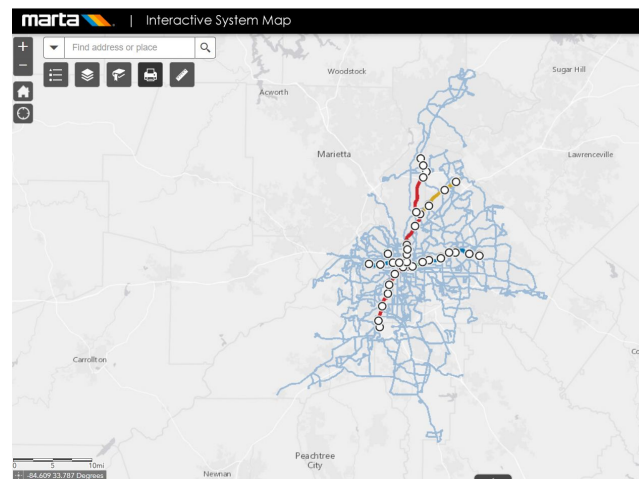 marta | Interactive System Map
Find address or place
Woodstock
Sugar Hill
Acworth
Marietta
Lawrenceville
Carrollton
Co
Peachtree
City
Newnan
0 5 10mi
-84.609 33.787 Degrees